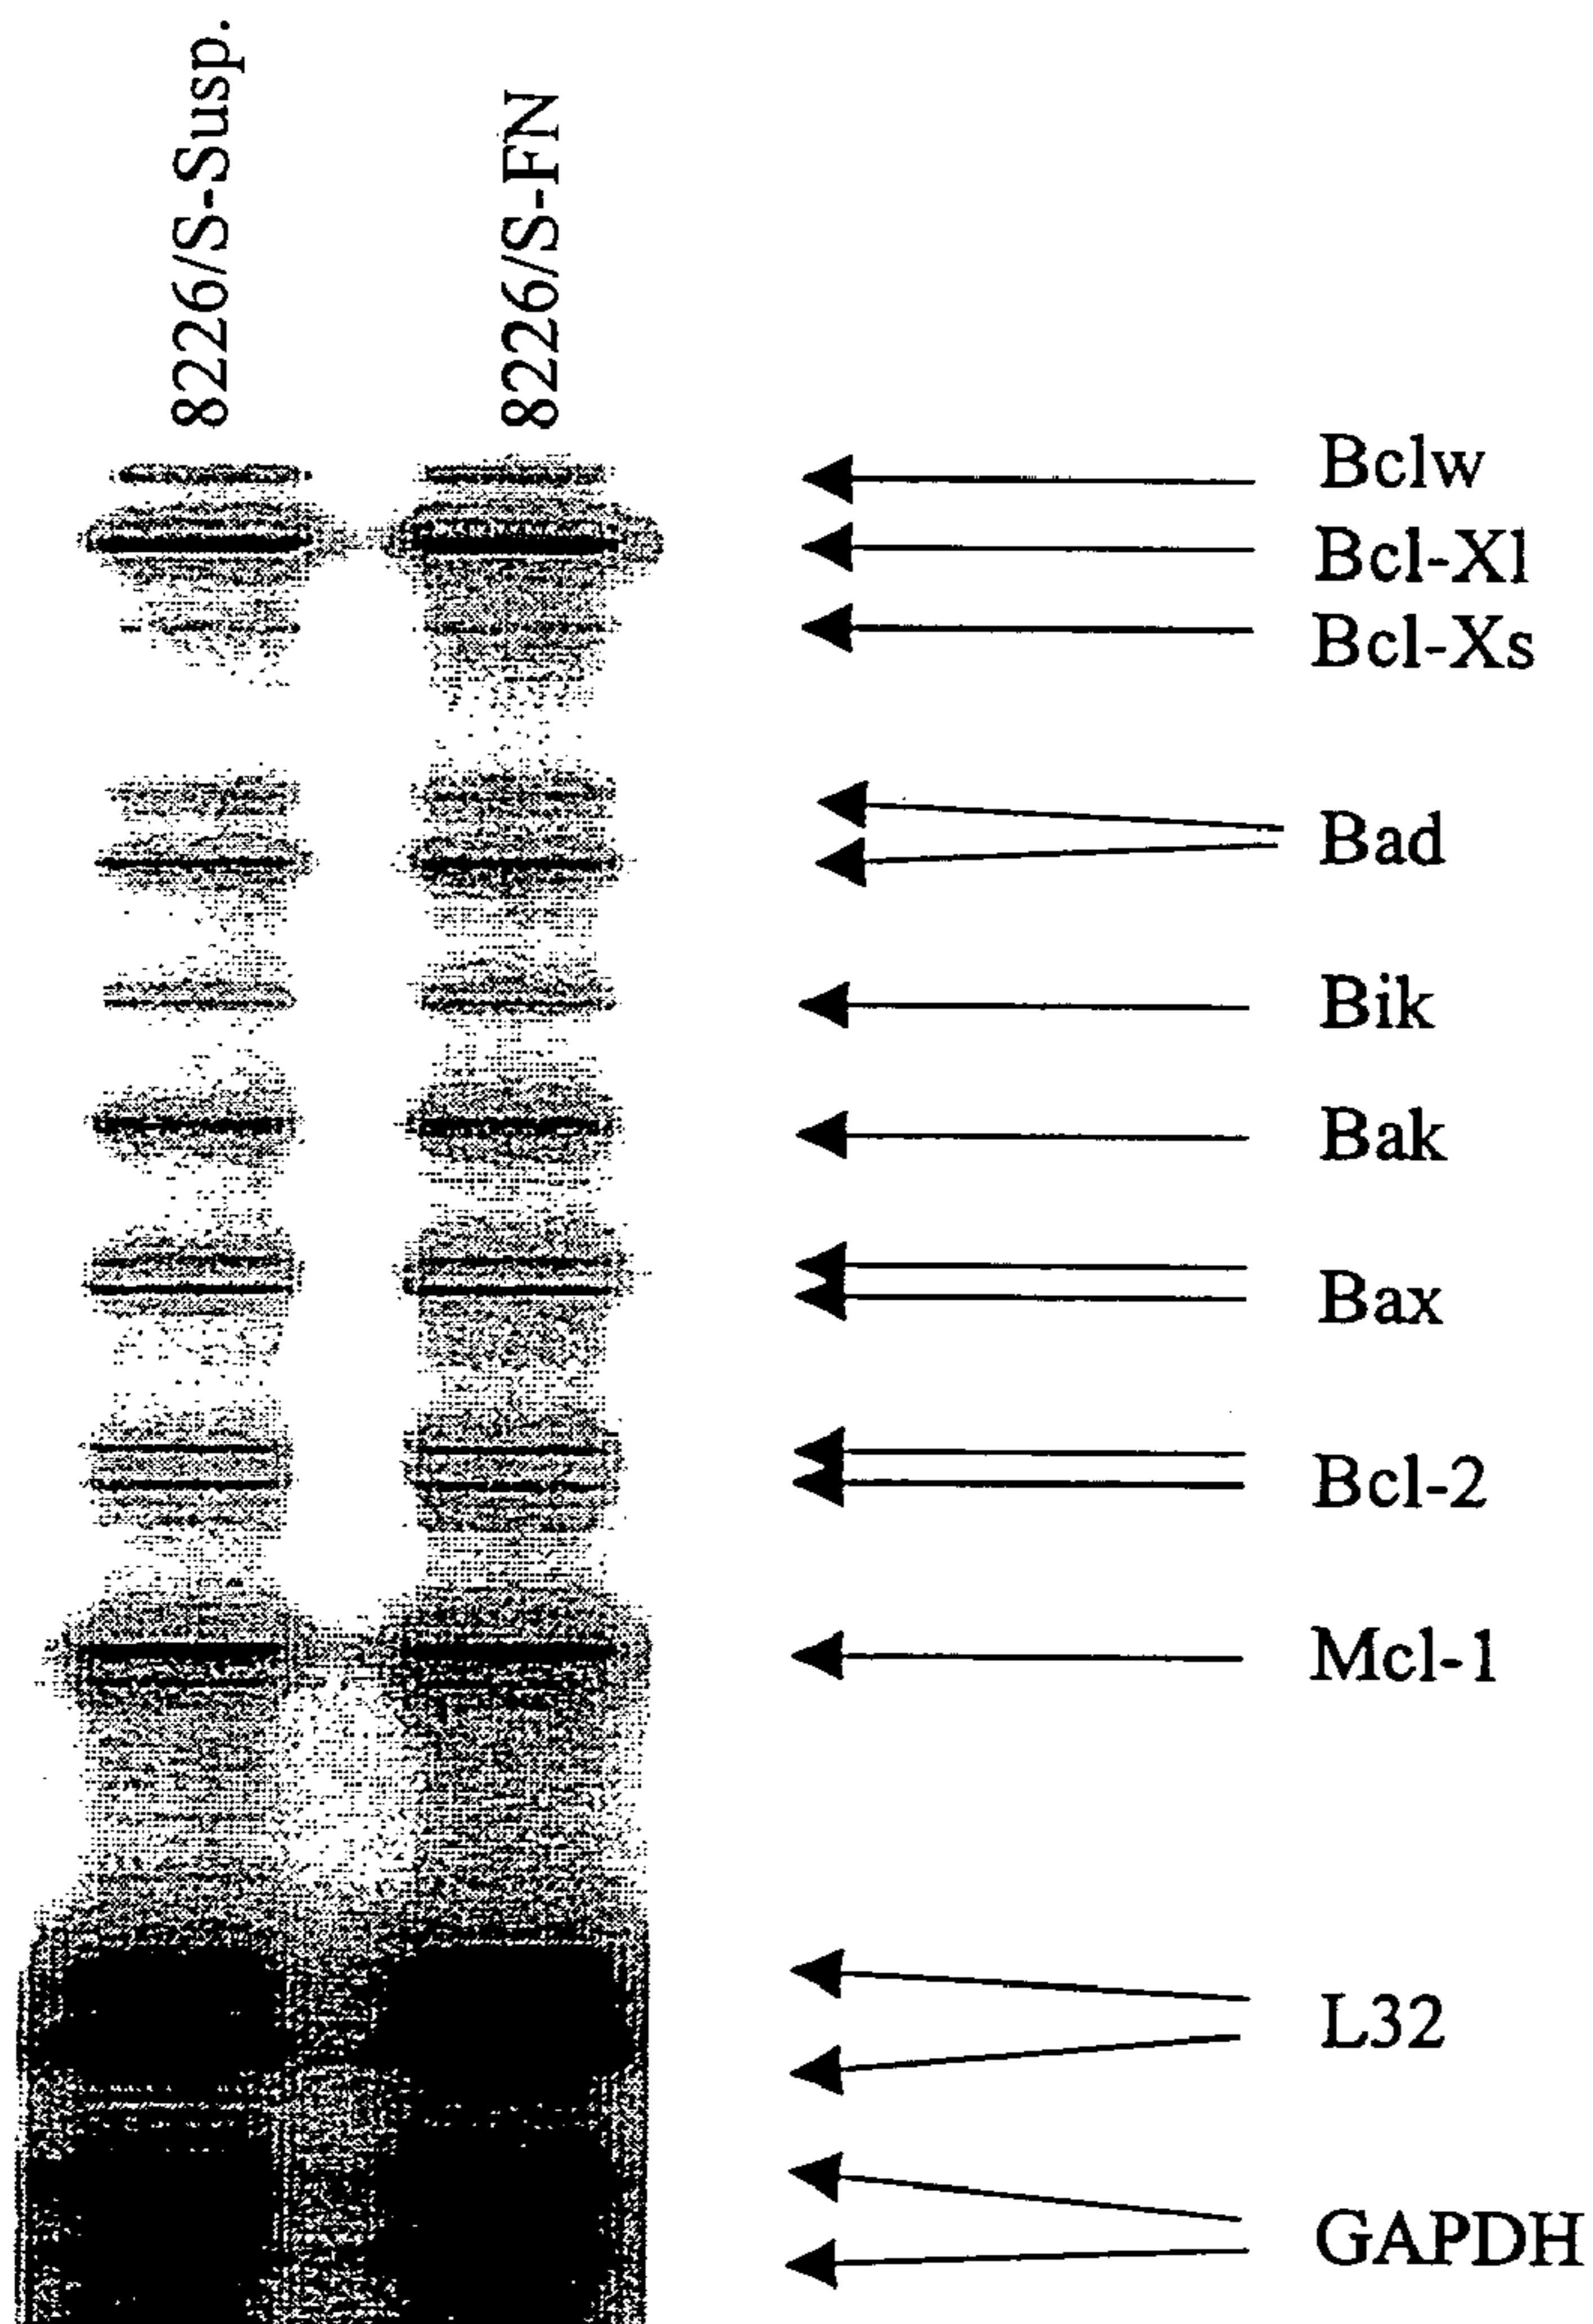 8226/S-Susp.
8226/S-FN
Bclw
Bcl-Xl
Bcl-Xs
Bad
Bik
Bak
Bax
Bcl-2
Mcl-1
L32
GAPDH